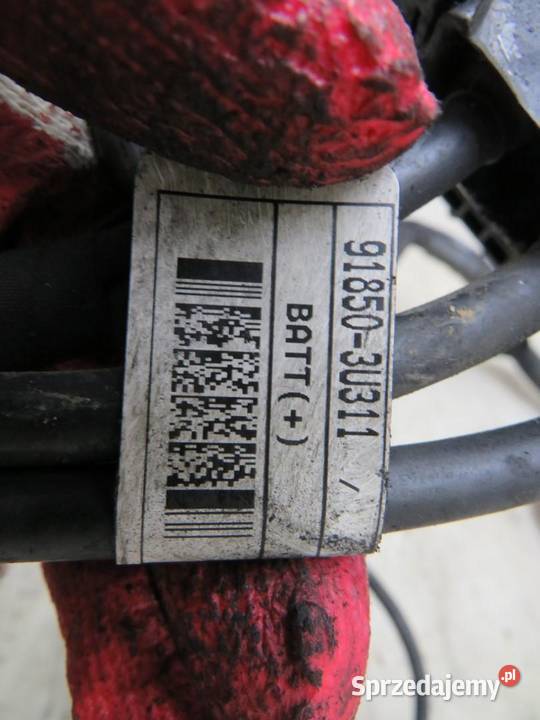 91850-3U311 /
BATT(+)
Sprzedajemy.pl